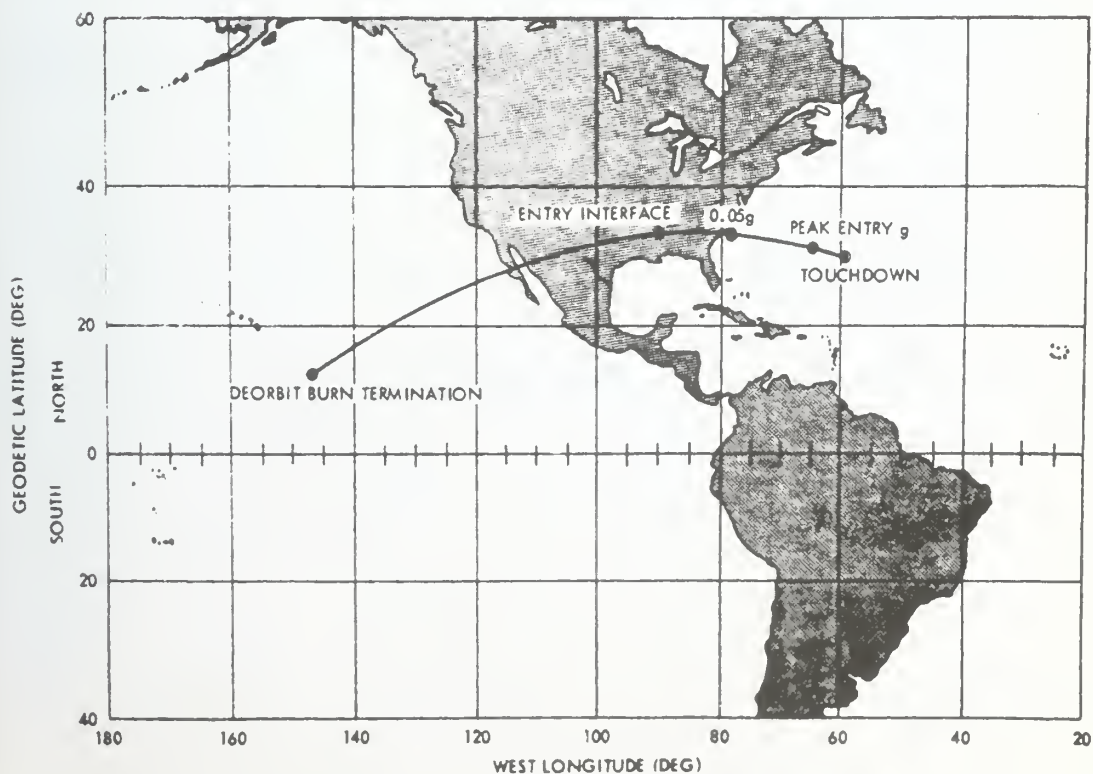 60
40
20
0
20
40
GEODETIC LATITUDE (DEG)
NORTH
SOUTH
ENTRY INTERFACE
0.05g
PEAK ENTRY g
TOUCHDOWN
DEORBIT BURN TERMINATION
180 160 140 120 100 80 60 40 20
WEST LONGITUDE (DEG)